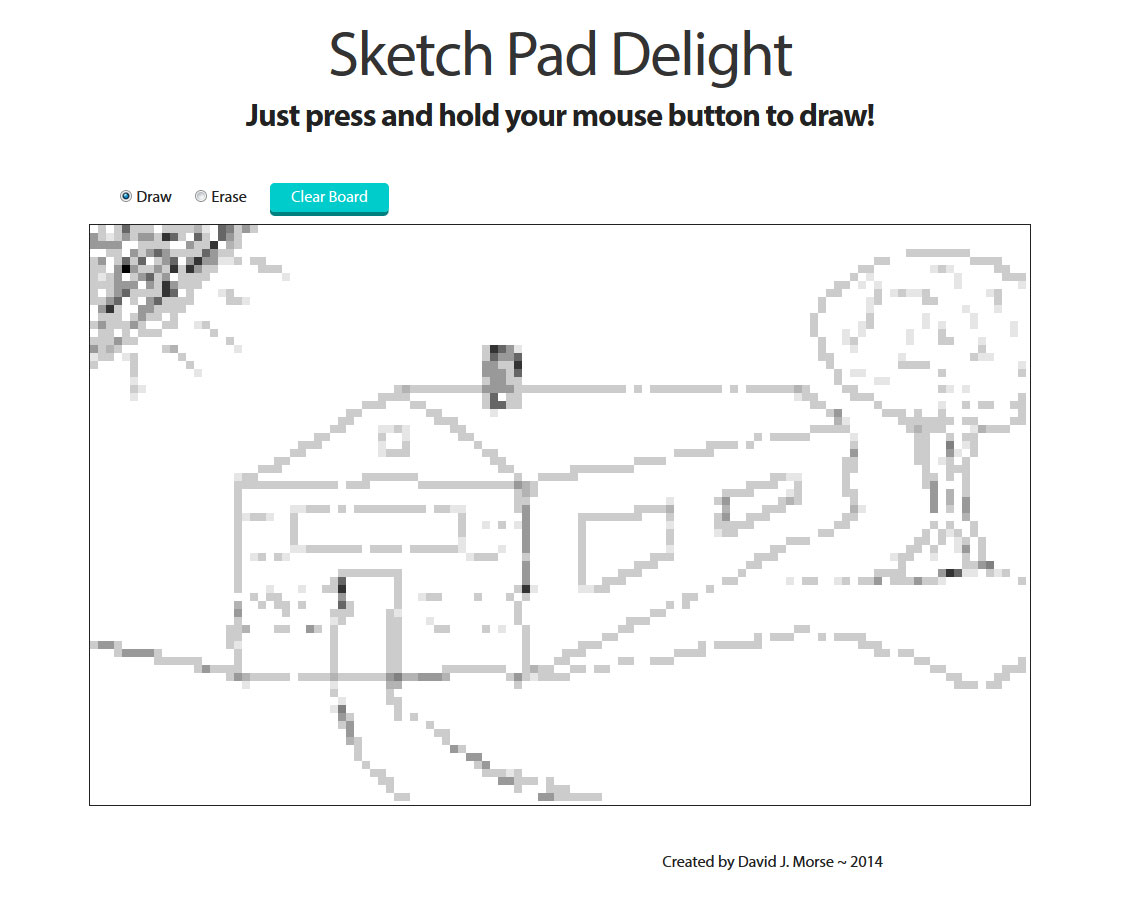 Sketch Pad Delight
Just press and hold your mouse button to draw!
Draw Erase Clear Board
Created by David J. Morse ~ 2014